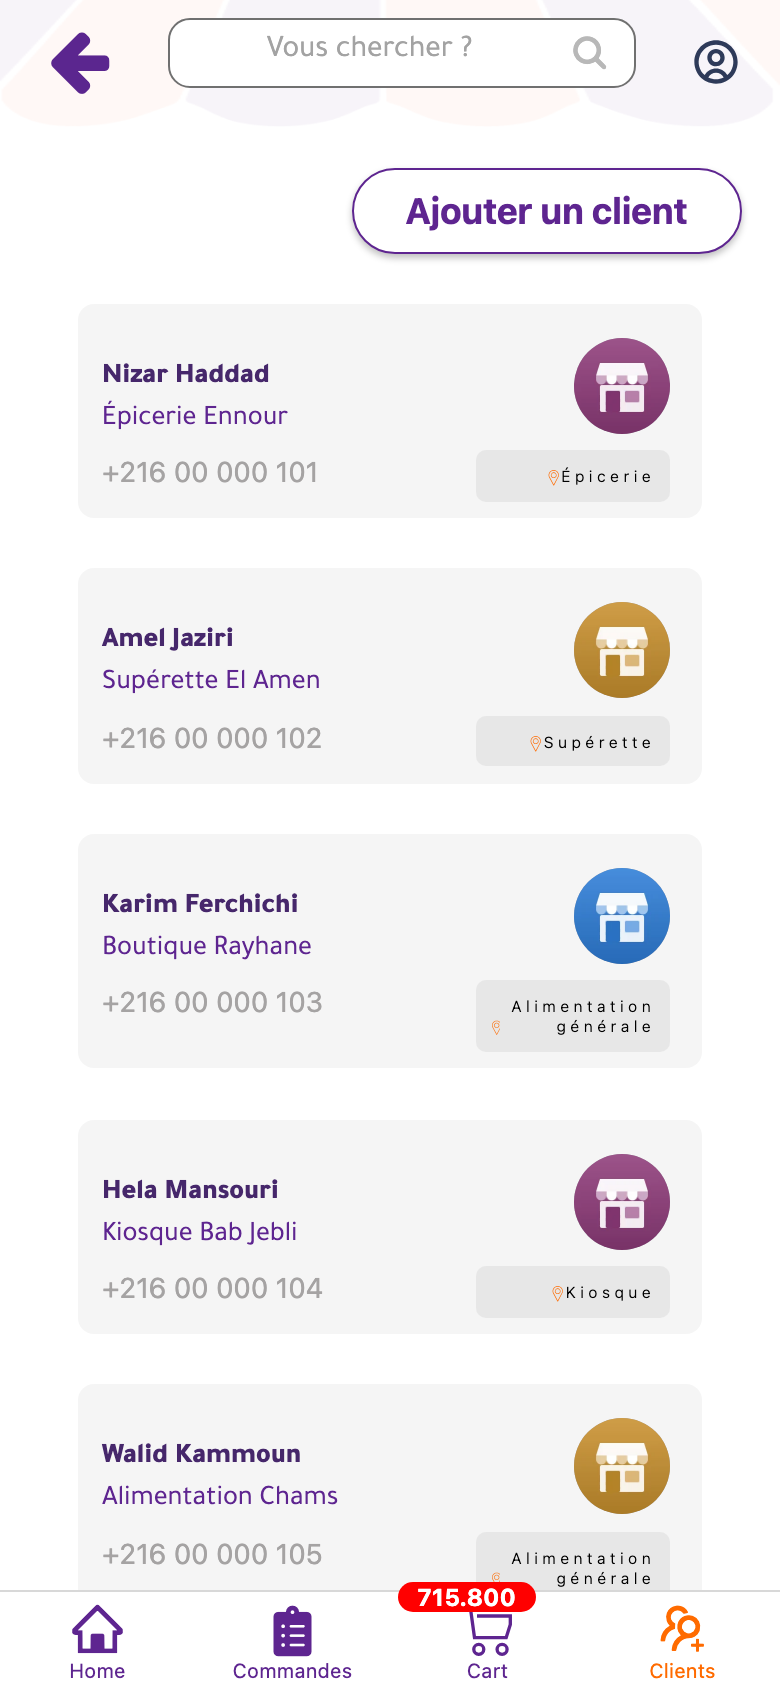 Vous chercher ?
Ajouter un client
Nizar Haddad
Épicerie Ennour
+216 00 000 101
Épicerie
Amel Jaziri
Supérette El Amen
+216 00 000 102
Supérette
Karim Ferchichi
Boutique Rayhane
+216 00 000 103
Alimentation
générale
Hela Mansouri
Kiosque Bab Jebli
+216 00 000 104
Kiosque
Walid Kammoun
Alimentation Chams
+216 00 000 105
Alimentation
générale
715.800
Home
Commandes
Cart
Clients